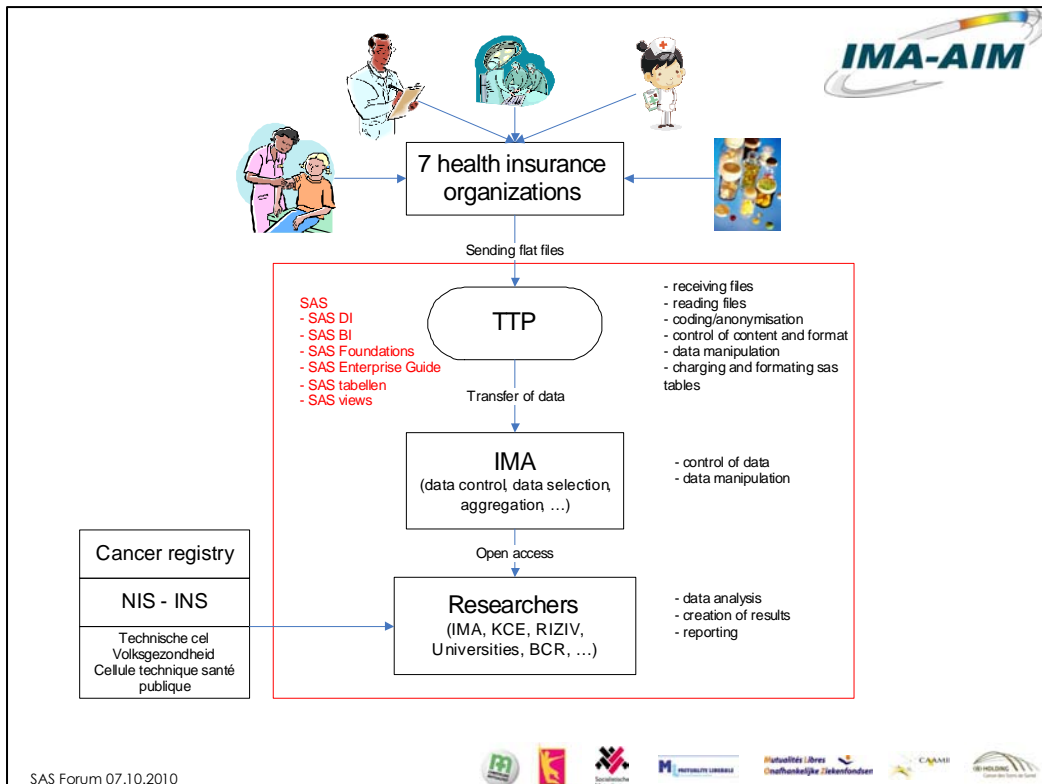 IMA-AIM
7 health insurance
organizations
Sending flat files
SAS
- SAS DI
- SAS BI
- SAS Foundations
- SAS Enterprise Guide
- SAS tabellen
- SAS views
TTP
- receiving files
- reading files
- coding/anonymisation
- control of content and format
- data manipulation
- charging and formating sas
tables
Transfer of data
IMA
(data control, data selection,
aggregation, …)
- control of data
- data manipulation
Open access
Cancer registry
NIS - INS
Technische cel
Volksgezondheid
Cellule technique santé
publique
Researchers
(IMA, KCE, RIZIV,
Universities, BCR, …)
- data analysis
- creation of results
- reporting
SAS Forum 07.10.2010
Socialistische
MUTUALITE LIBERALE
Mutualités Libres
Onafhankelijke Ziekenfondsen
CAAMI
HOLDING